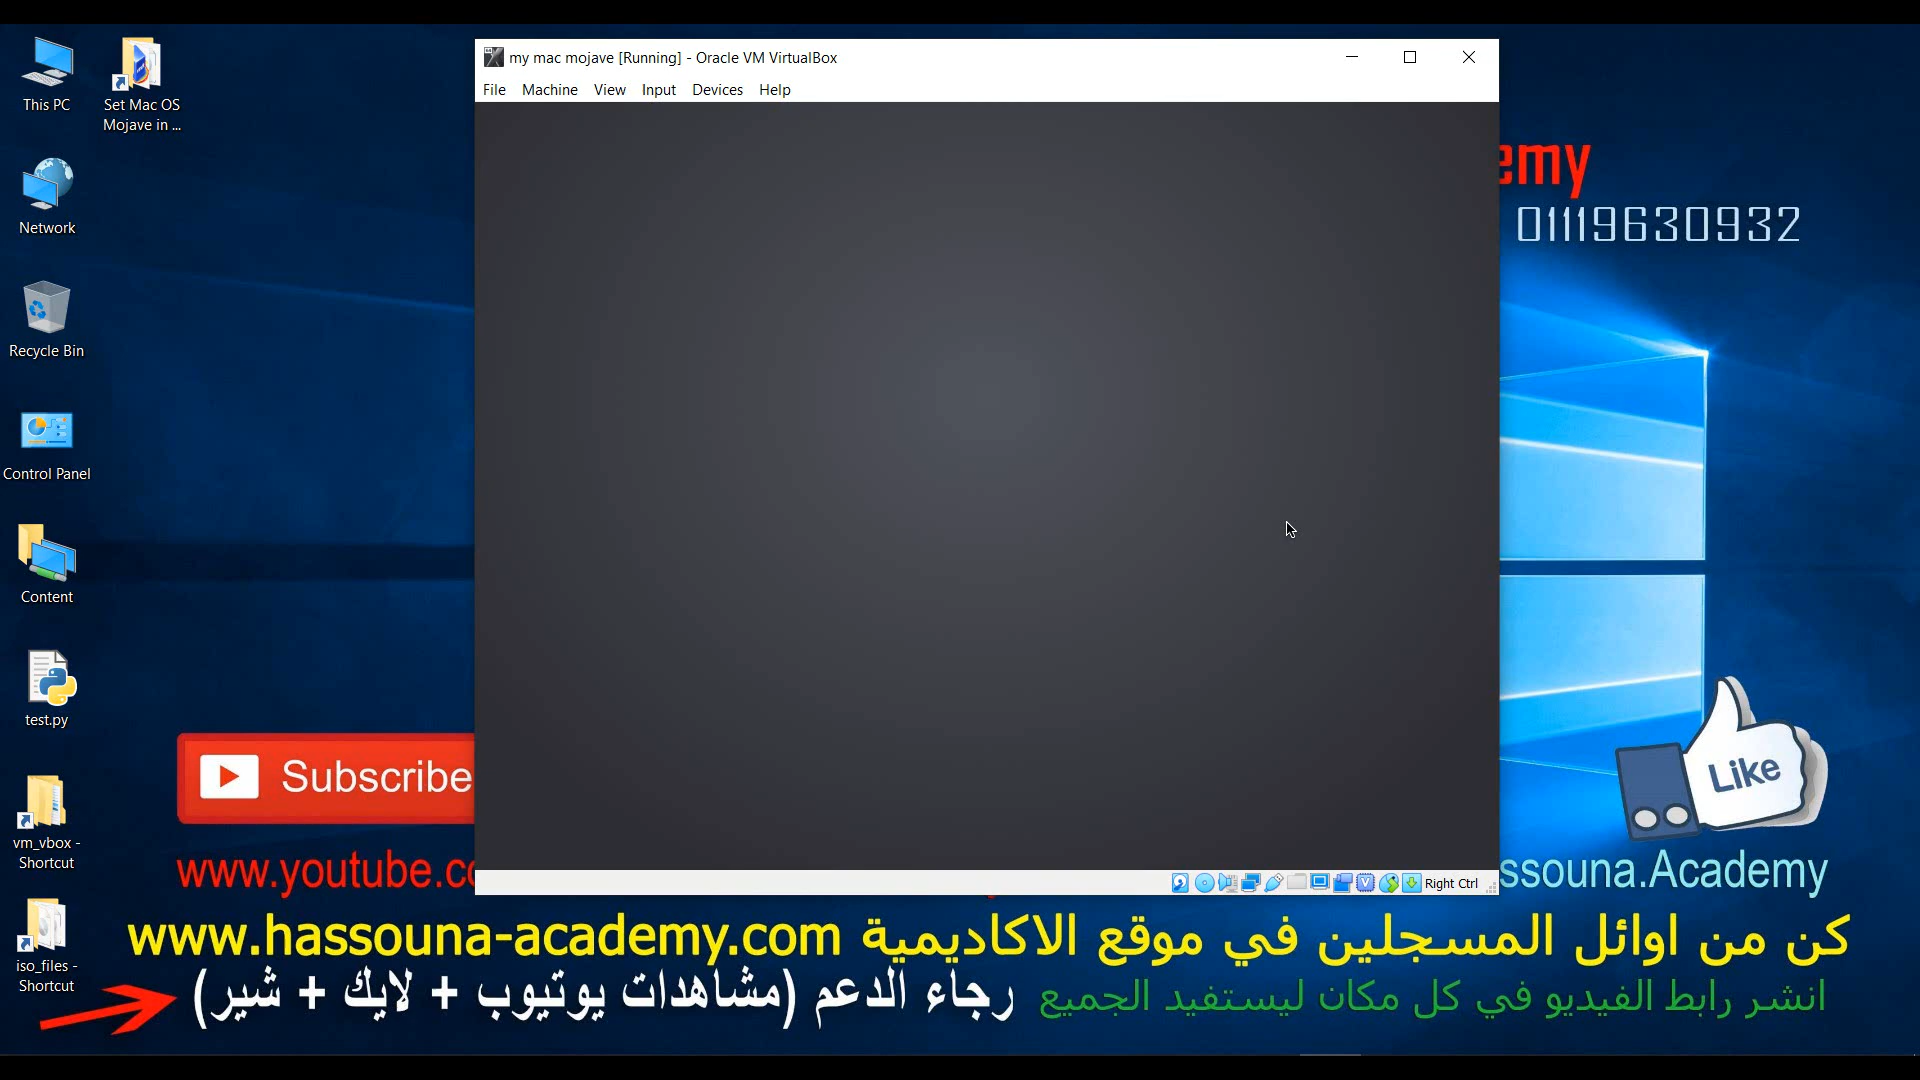 my mac mojave [Running] - Oracle VM VirtualBox
File Machine View Input Devices Help
This PC
Set Mac OS
Mojave in ...
Network
Recycle Bin
Control Panel
Content
test.py
vm_vbox -
Shortcut
iso_files -
Shortcut
emy
01119630932
Subscribe
Like
www.youtube.co
ssouna.Academy
Right Ctrl
كن من اوائل المسجلين في موقع الاكاديمية www.hassouna-academy.com
انشر رابط الفيديو في كل مكان ليستفيد الجميع
رجاء الدعم (مشاهدات يوتيوب + لايك + شير)